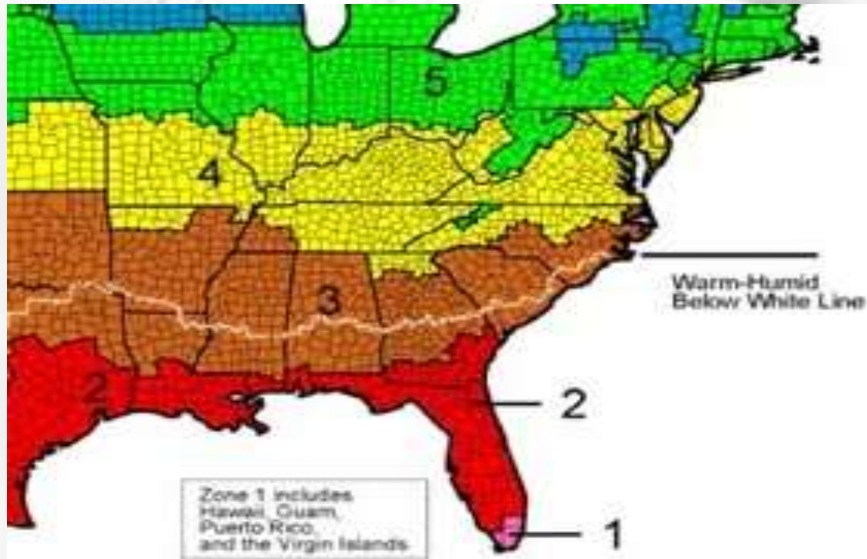 5
4
Warm-Humid
Below White Line
3
2
2
Zone 1 includes
Hawaii, Guam,
Puerto Rico,
and the Virgin Islands
1